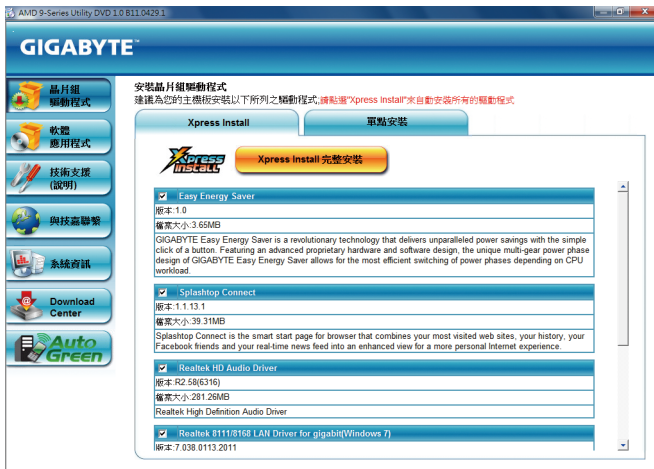 AMD 9-Series Utility DVD 1.0 B11.0429.1
GIGABYTE™
晶片組
驅動程式
軟體
應用程式
技術支援
(說明)
與技嘉聯繫
系統資訊
Download
Center
Auto
Green
安裝晶片組驅動程式
建議為您的主機板安裝以下所列之驅動程式;請點選"Xpress Install"來自動安裝所有的驅動程式
Xpress Install
單點安裝
Xpress
INSTALL
Xpress Install 完整安裝
Easy Energy Saver
版本:1.0
檔案大小:3.65MB
GIGABYTE Easy Energy Saver is a revolutionary technology that delivers unparalleled power savings with the simple
click of a button. Featuring an advanced proprietary hardware and software design, the unique multi-gear power phase
design of GIGABYTE Easy Energy Saver allows for the most efficient switching of power phases depending on CPU
workload.
Splashtop Connect
版本:1.1.13.1
檔案大小:39.31MB
Splashtop Connect is the smart start page for browser that combines your most visited web sites, your history, your
Facebook friends and your real-time news feed into an enhanced view for a more personal Internet experience.
Realtek HD Audio Driver
版本:R2.58(6316)
檔案大小:281.26MB
Realtek High Definition Audio Driver
Realtek 8111/8168 LAN Driver for gigabit(Windows 7)
版本:7.038.0113.2011